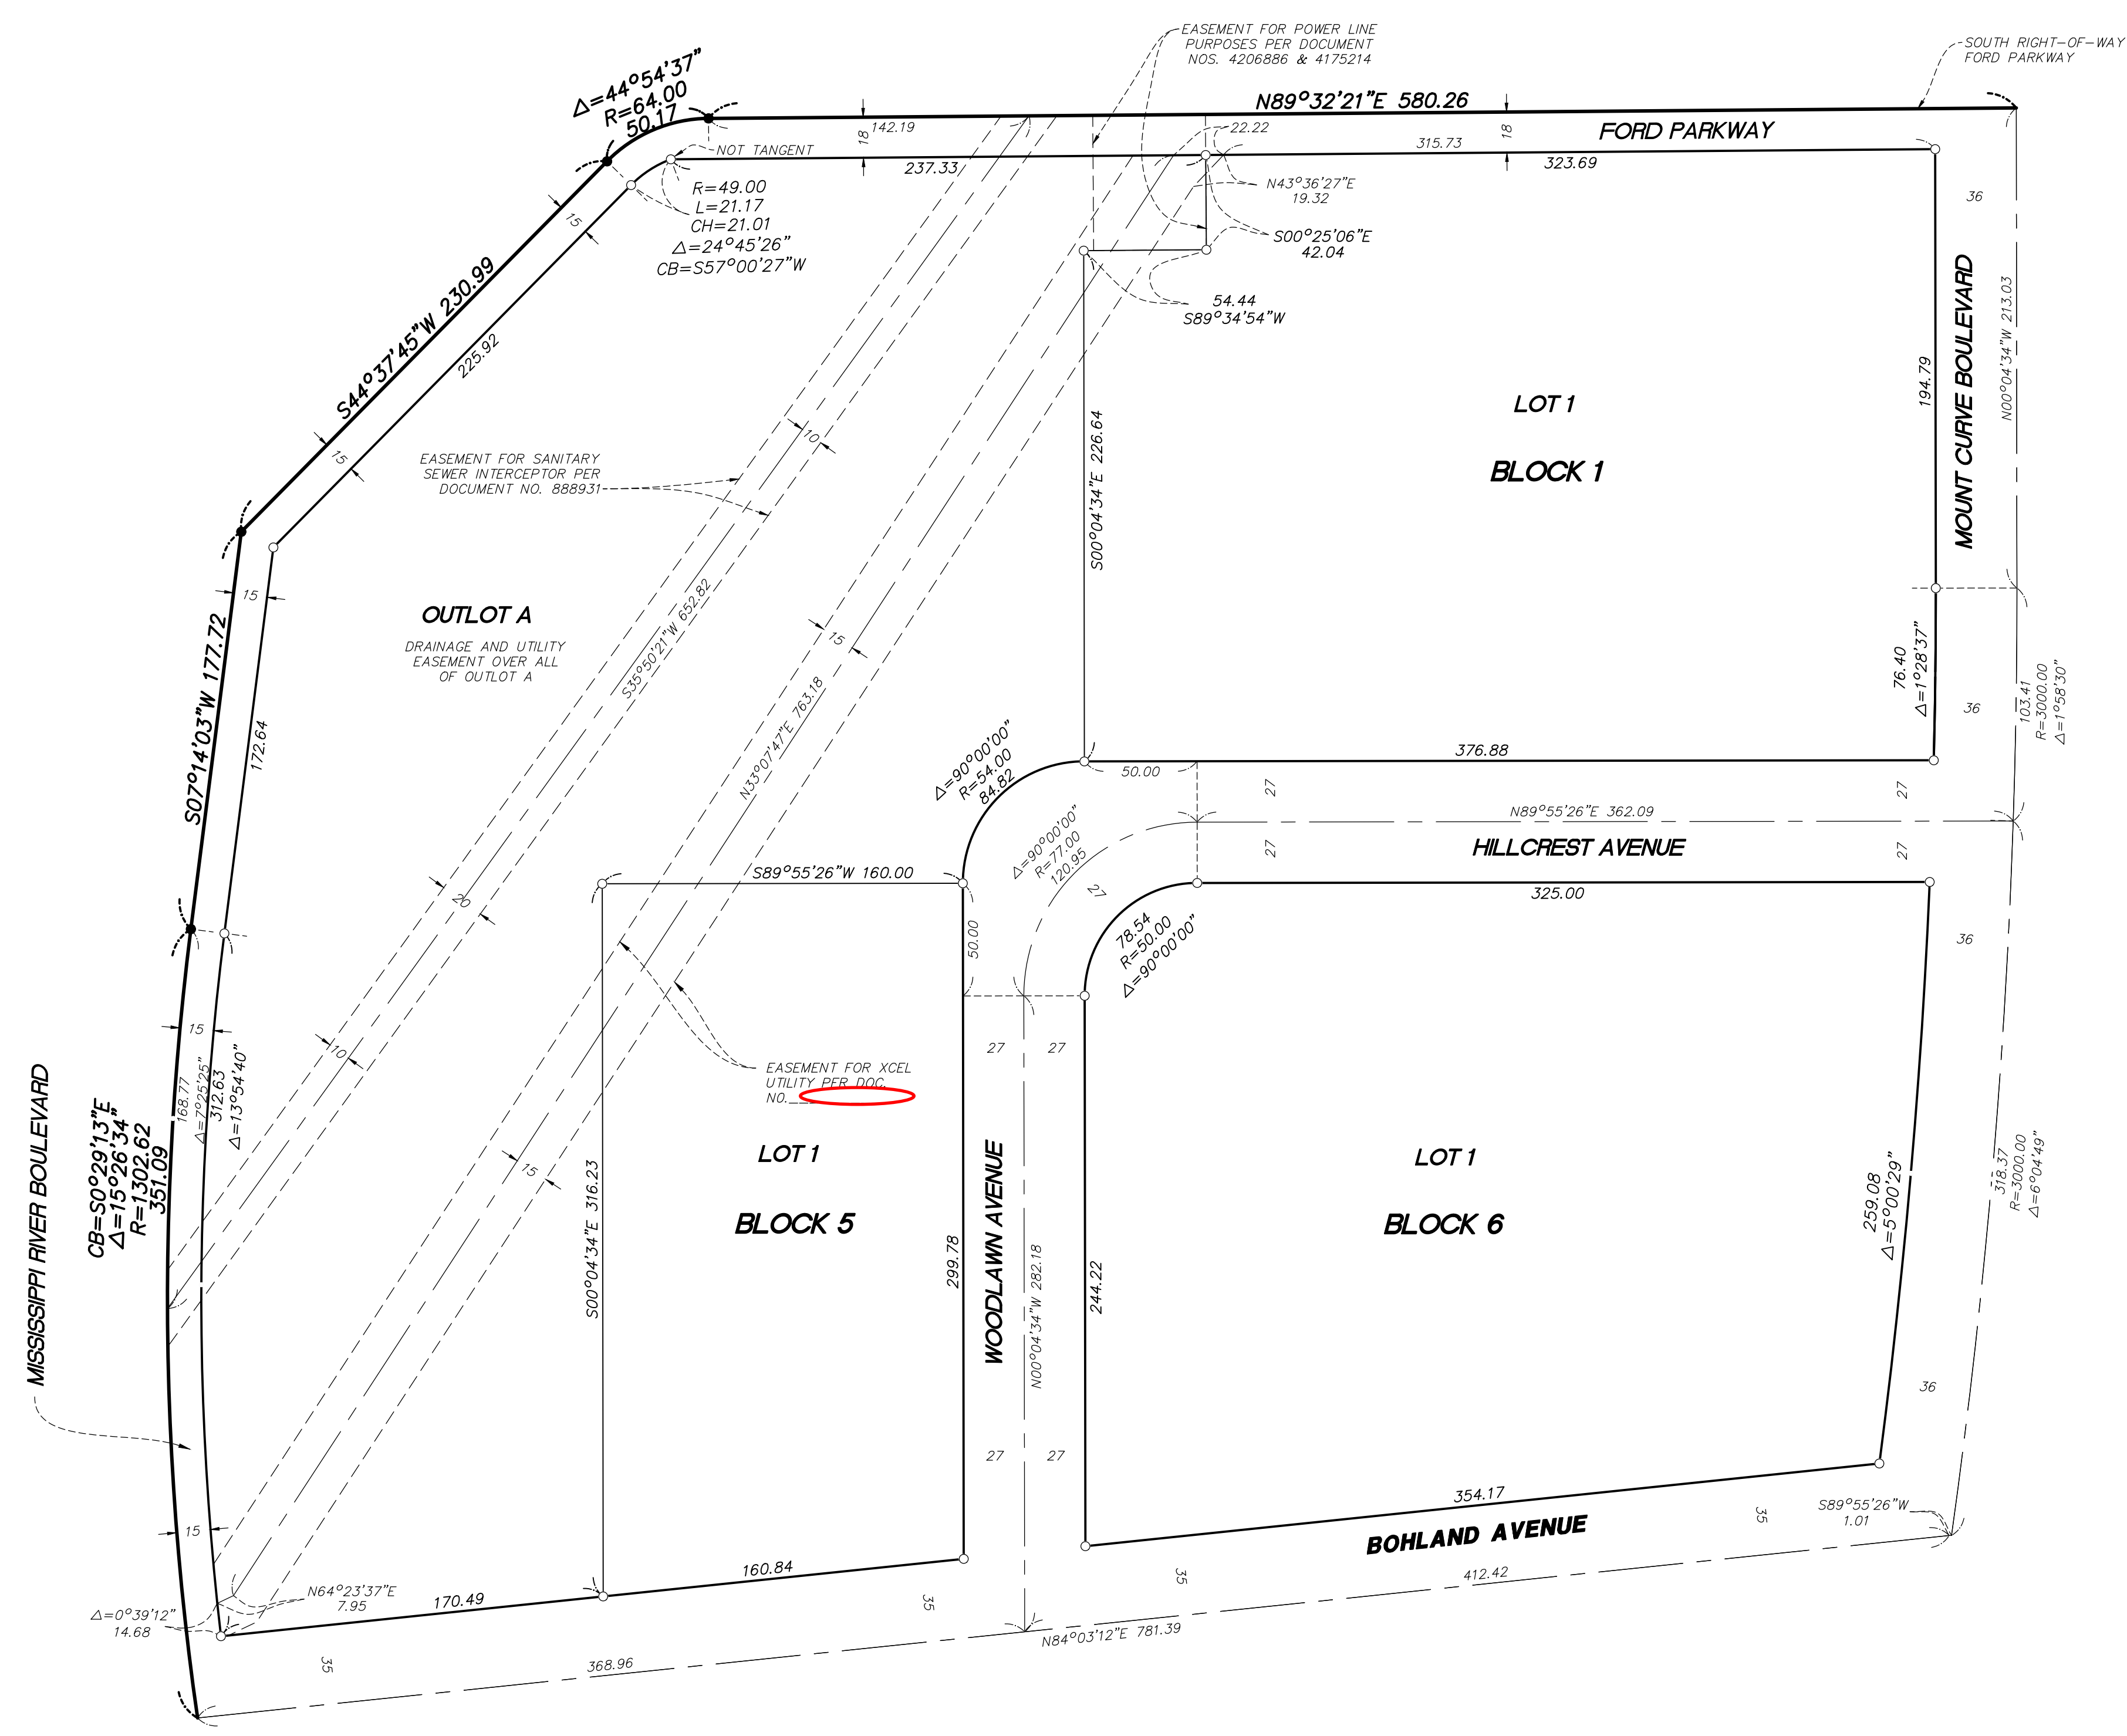 EASEMENT FOR POWER LINE
PURPOSES PER DOCUMENT
NOS. 4206886 & 4175214
SOUTH RIGHT-OF-WAY
FORD PARKWAY
Δ=44°54'37"
R=64.00
50.17
N89°32'21"E 580.26
142.19
18
22.22
315.73
18
FORD PARKWAY
NOT TANGENT
237.33
323.69
R=49.00
L=21.17
CH=21.01
Δ=24°45'26"
CB=S57°00'27"W
N43°36'27"E
19.32
S00°25'06"E
42.04
54.44
S89°34'54"W
36
15
S44°37'45"W 230.99
225.92
15
MOUNT CURVE BOULEVARD
N00°04'34"W 213.03
194.79
LOT 1
BLOCK 1
S00°04'34"E 226.64
10
EASEMENT FOR SANITARY
SEWER INTERCEPTOR PER
DOCUMENT NO. 888931
15
OUTLOT A
DRAINAGE AND UTILITY
EASEMENT OVER ALL
OF OUTLOT A
S35°50'21"W 652.82
15
S07°14'03"W 177.72
172.64
N33°07'47"E 763.18
76.40
Δ=1°28'37"
36
103.41
R=3000.00
Δ=1°58'30"
Δ=90°00'00"
R=54.00
84.82
376.88
50.00
27
27
N89°55'26"E 362.09
HILLCREST AVENUE
27
27
Δ=90°00'00"
R=77.00
120.95
27
S89°55'26"W 160.00
325.00
20
50.00
78.54
R=50.00
Δ=90°00'00"
36
15
10
27
27
EASEMENT FOR XCEL
UTILITY PER DOC.
NO.
168.77
Δ=7°25'25"
312.63
Δ=13°54'40"
CB=S0°29'13"E
Δ=15°26'34"
R=1302.62
351.09
MISSISSIPPI RIVER BOULEVARD
15
LOT 1
BLOCK 5
S00°04'34"E 316.23
299.78
WOODLAWN AVENUE
N00°04'34"W 282.18
244.22
LOT 1
BLOCK 6
259.08
Δ=5°00'29"
318.37
R=3000.00
Δ=6°04'49"
36
27
27
15
354.17
BOHLAND AVENUE
35
S89°55'26"W
1.01
160.84
35
35
412.42
N64°23'37"E
7.95
170.49
Δ=0°39'12"
14.68
N84°03'12"E 781.39
35
368.96